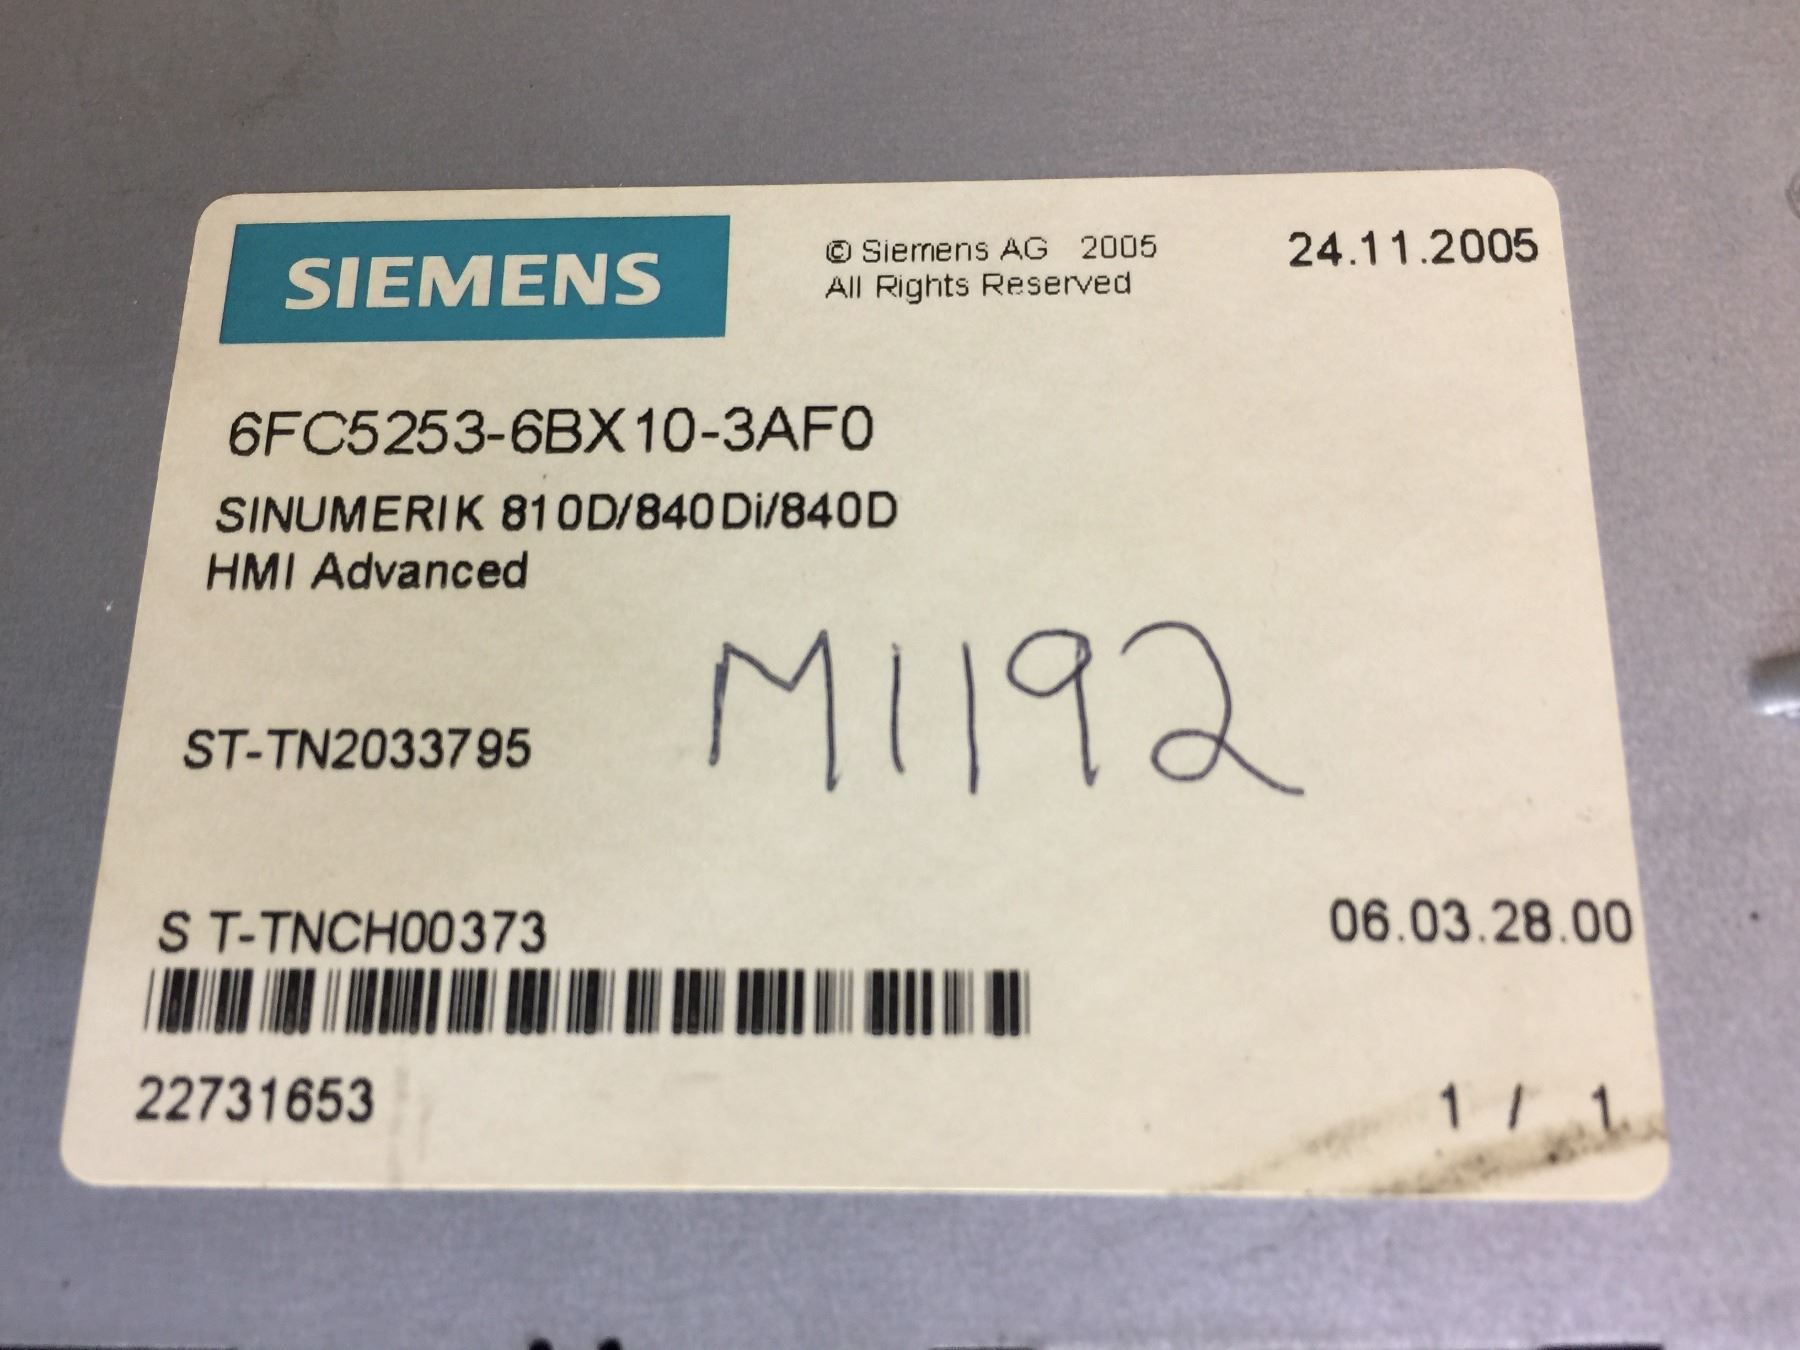 SIEMENS
© Siemens AG 2005
All Rights Reserved
24.11.2005
6FC5253-6BX10-3AF0
SINUMERIK 810D/840Di/840D
HMI Advanced
M1192
ST-TN2033795
S T-TNCH00373
06.03.28.00
22731653
1 / 1